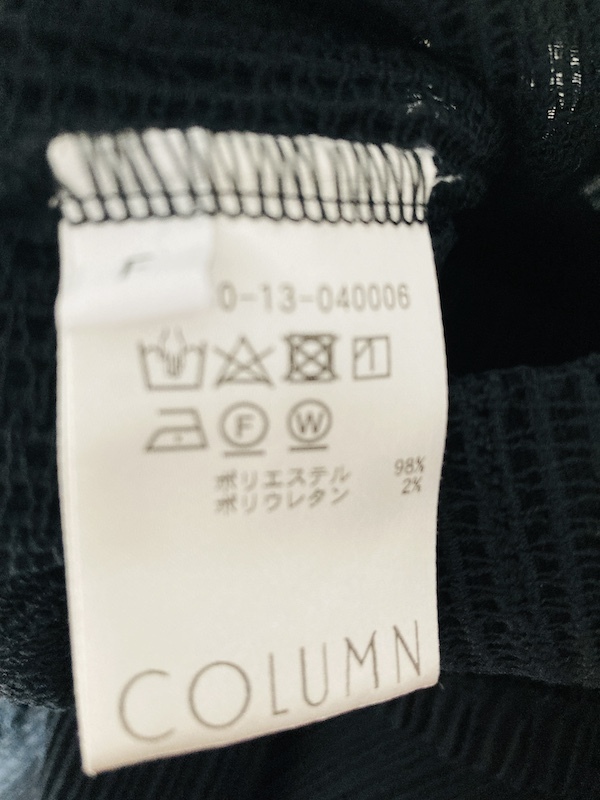 F
0-13-040006
F W
ポリエステル 98%
ポリウレタン 2%
COLUMN